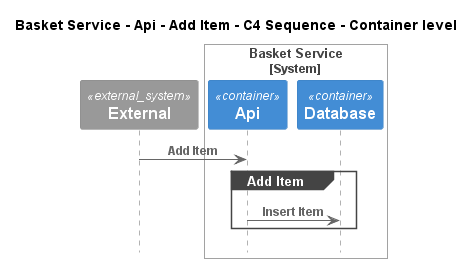 Basket Service - Api - Add Item - C4 Sequence - Container level
Basket Service
[System]
«external_system» «container» «container»
External Api Database
Add Item
Add Item
Insert Item